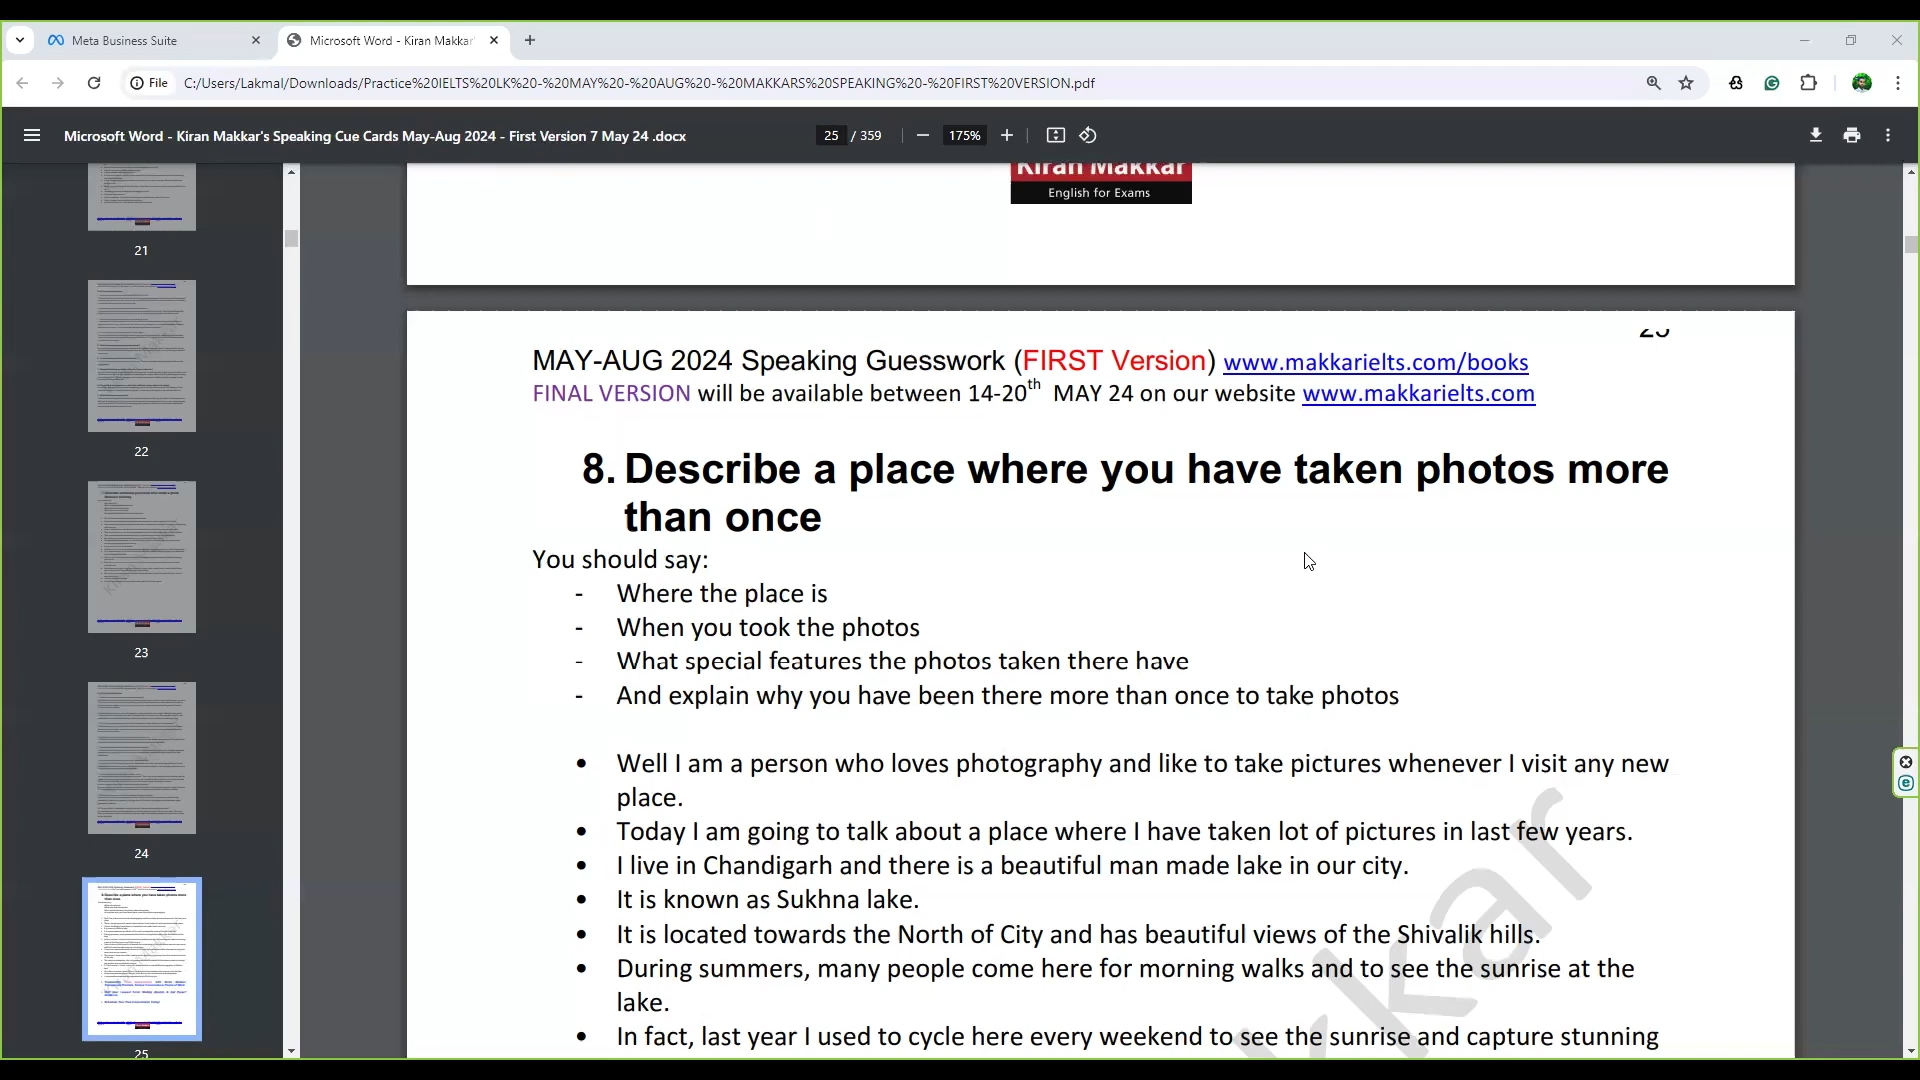 Meta Business Suite
Microsoft Word - Kiran Makkar'
File
C:/Users/Lakmal/Downloads/Practice%20IELTS%20LK%20-%20MAY%20-%20AUG%20-%20MAKKARS%20SPEAKING%20-%20FIRST%20VERSION.pdf
Microsoft Word - Kiran Makkar's Speaking Cue Cards May-Aug 2024 - First Version 7 May 24 .docx
25 / 359
175%
21
22
23
24
25
Kiran Makkar
English for Exams
25
MAY-AUG 2024 Speaking Guesswork (FIRST Version) www.makkarielts.com/books
FINAL VERSION will be available between 14-20th MAY 24 on our website www.makkarielts.com
8. Describe a place where you have taken photos more
than once
You should say:
- Where the place is
- When you took the photos
- What special features the photos taken there have
- And explain why you have been there more than once to take photos
• Well I am a person who loves photography and like to take pictures whenever I visit any new
place.
• Today I am going to talk about a place where I have taken lot of pictures in last few years.
• I live in Chandigarh and there is a beautiful man made lake in our city.
• It is known as Sukhna lake.
• It is located towards the North of City and has beautiful views of the Shivalik hills.
• During summers, many people come here for morning walks and to see the sunrise at the
lake.
• In fact, last year I used to cycle here every weekend to see the sunrise and capture stunning
kkar